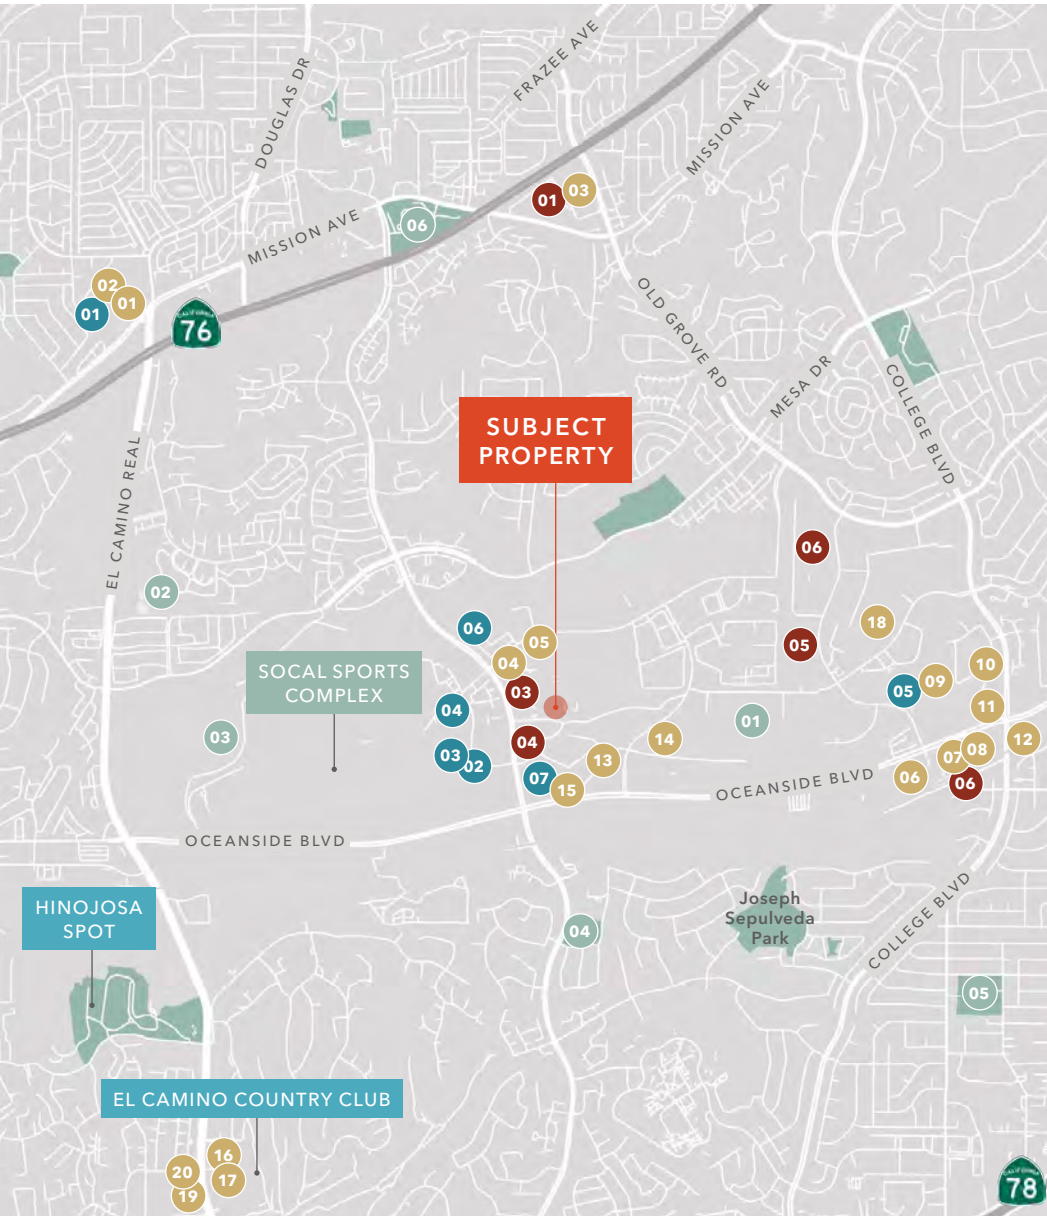 FRAZEE AVE
DOUGLAS DR
MISSION AVE
01
03
MISSION AVE
06
02
01
01
CALIFORNIA
76
OLD GROVE RD
MESA DR
COLLEGE BLVD
SUBJECT
PROPERTY
EL CAMINO REAL
06
02
06
05
18
05
04
10
SOCAL SPORTS
COMPLEX
03
09
05
04
11
01
03
04
14
12
03
02
13
07
08
07
15
06
06
OCEANSIDE BLVD
OCEANSIDE BLVD
HINOJOSA
SPOT
Joseph
Sepulveda
Park
COLLEGE BLVD
04
05
EL CAMINO COUNTRY CLUB
16
20
17
19
CALIFORNIA
78